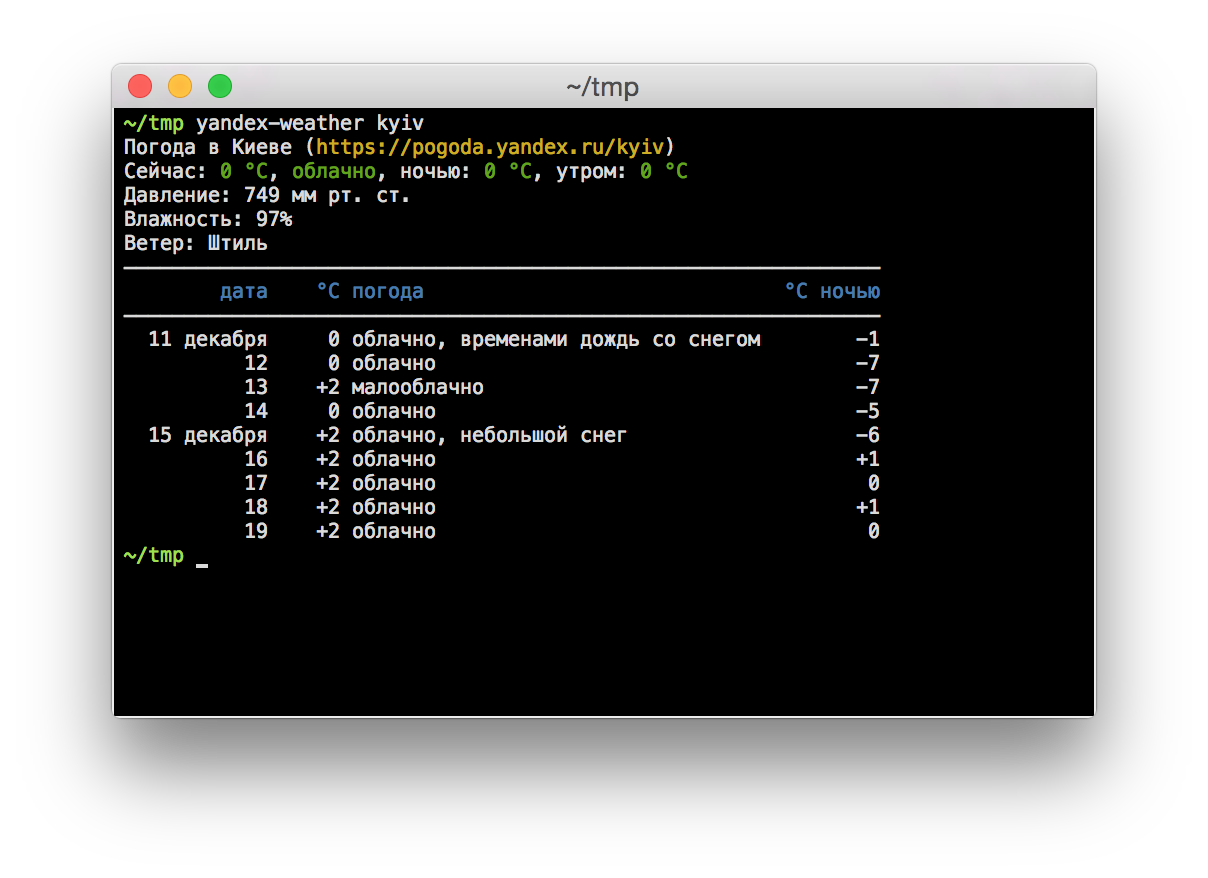 ~/tmp
~/tmp yandex-weather kyiv
Погода в Киеве (https://pogoda.yandex.ru/kyiv)
Сейчас: 0 °C, облачно, ночью: 0 °C, утром: 0 °C
Давление: 749 мм рт. ст.
Влажность: 97%
Ветер: Штиль
дата °C погода °C ночью
11 декабря 0 облачно, временами дождь со снегом −1
12 0 облачно −7
13 +2 малооблачно −7
14 0 облачно −5
15 декабря +2 облачно, небольшой снег −6
16 +2 облачно +1
17 +2 облачно 0
18 +2 облачно +1
19 +2 облачно 0
~/tmp _